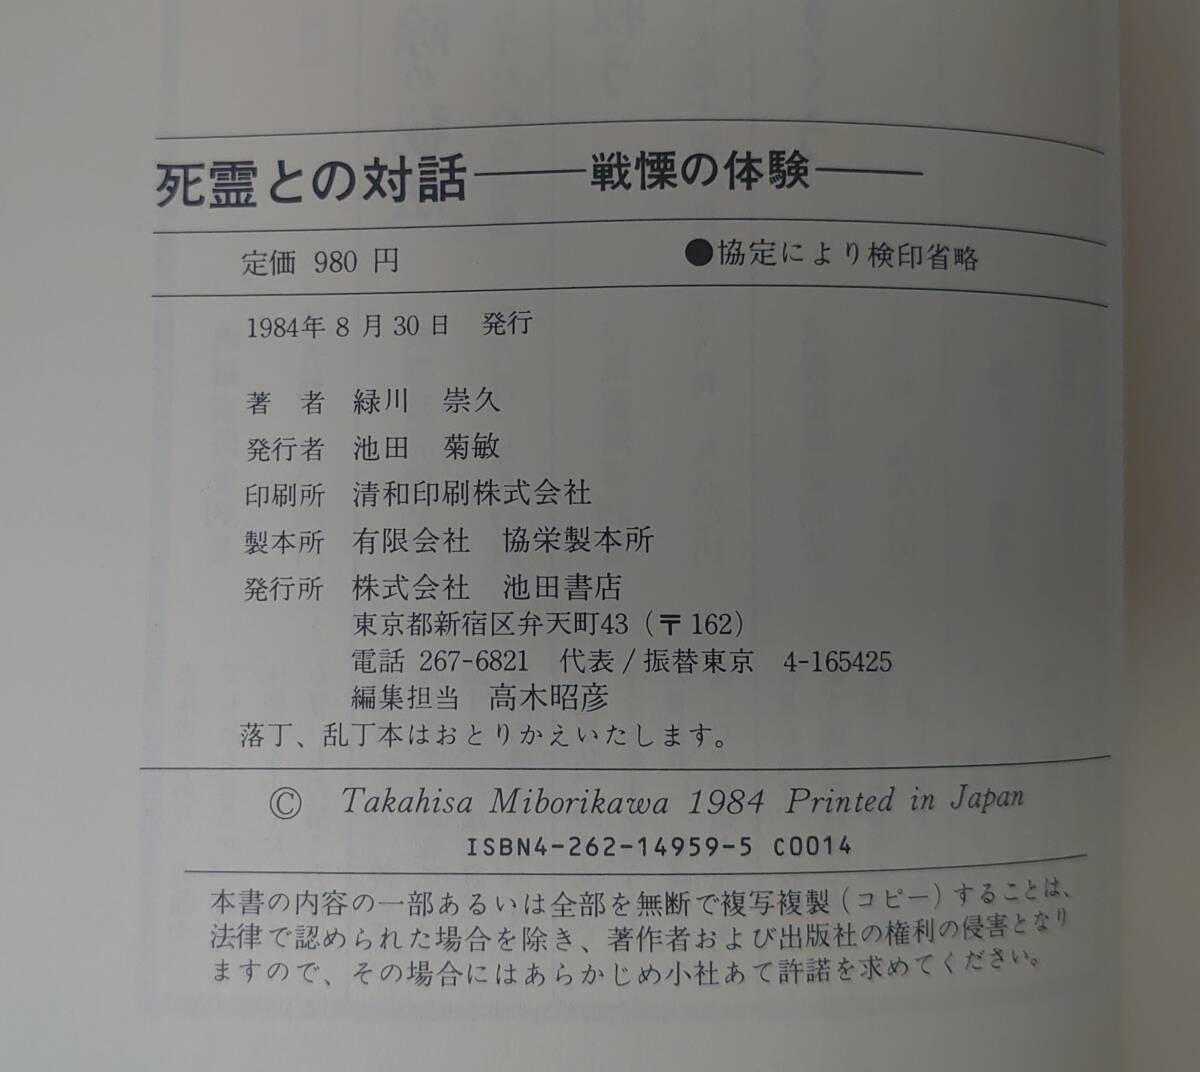 死霊との対話――戦慄の体験――
定価 980 円 ●協定により検印省略
1984年 8 月 30 日 発行
著 者 緑川 崇久
発行者 池田 菊敏
印刷所 清和印刷株式会社
製本所 有限会社 協栄製本所
発行所 株式会社 池田書店
東京都新宿区弁天町43（〒 162）
電話 267-6821 代表 / 振替東京 4-165425
編集担当 高木昭彦
落丁、乱丁本はおとりかえいたします。
© Takahisa Miborikawa 1984 Printed in Japan
ISBN4-262-14959-5 C0014
本書の内容の一部あるいは全部を無断で複写複製（コピー）することは、
法律で認められた場合を除き、著作者および出版社の権利の侵害となり
ますので、その場合にはあらかじめ小社あて許諾を求めてください。